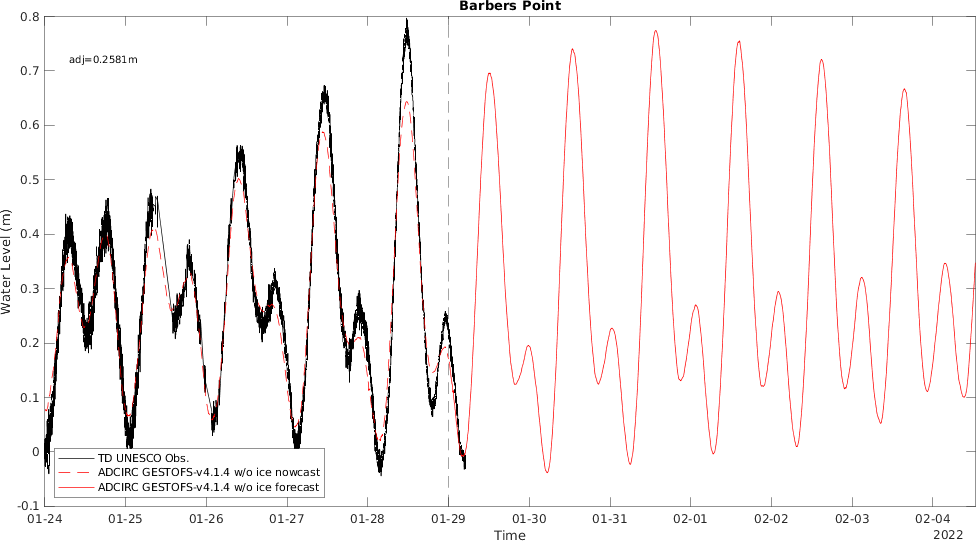 Barbers Point
adj=0.2581m
Water Level (m)
0.8
0.7
0.6
0.5
0.4
0.3
0.2
0.1
0
-0.1
TD UNESCO Obs.
ADCIRC GESTOFS-v4.1.4 w/o ice nowcast
ADCIRC GESTOFS-v4.1.4 w/o ice forecast
01-24 01-25 01-26 01-27 01-28 01-29 01-30 01-31 02-01 02-02 02-03 02-04
Time
2022